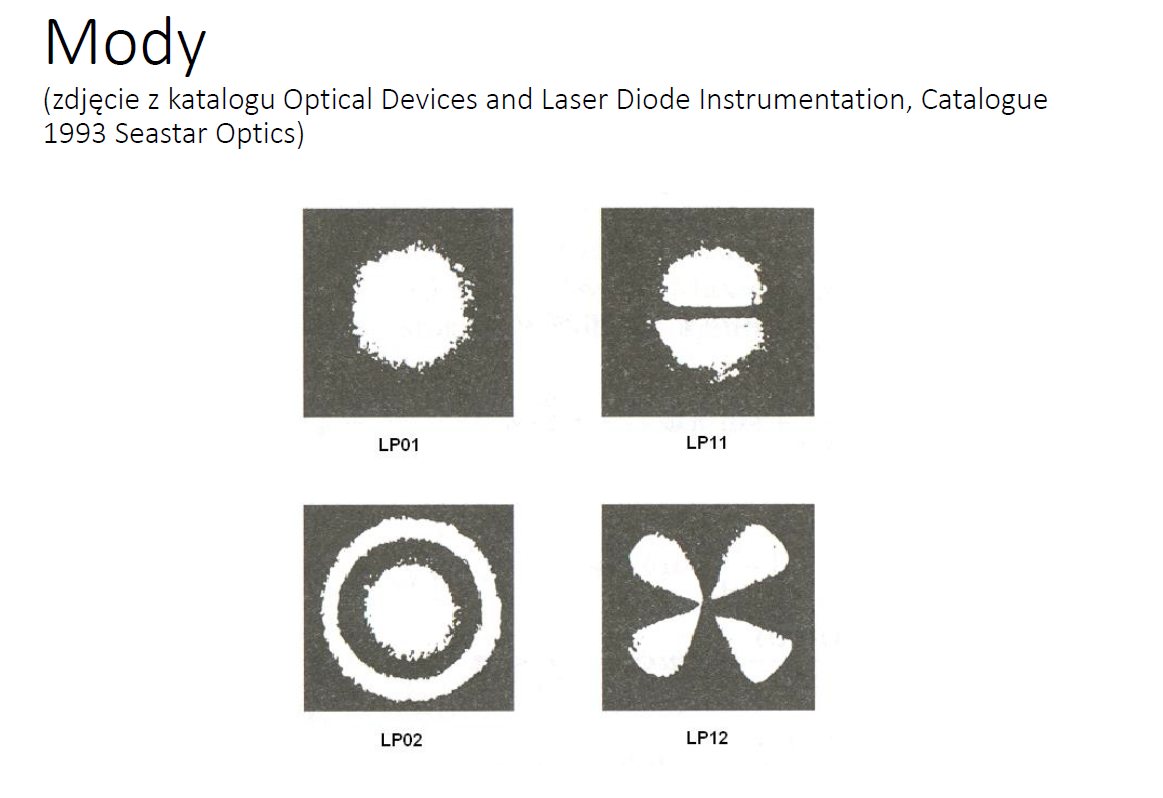 Mody
(zdjęcie z katalogu Optical Devices and Laser Diode Instrumentation, Catalogue
1993 Seastar Optics)
LP01
LP11
LP02
LP12